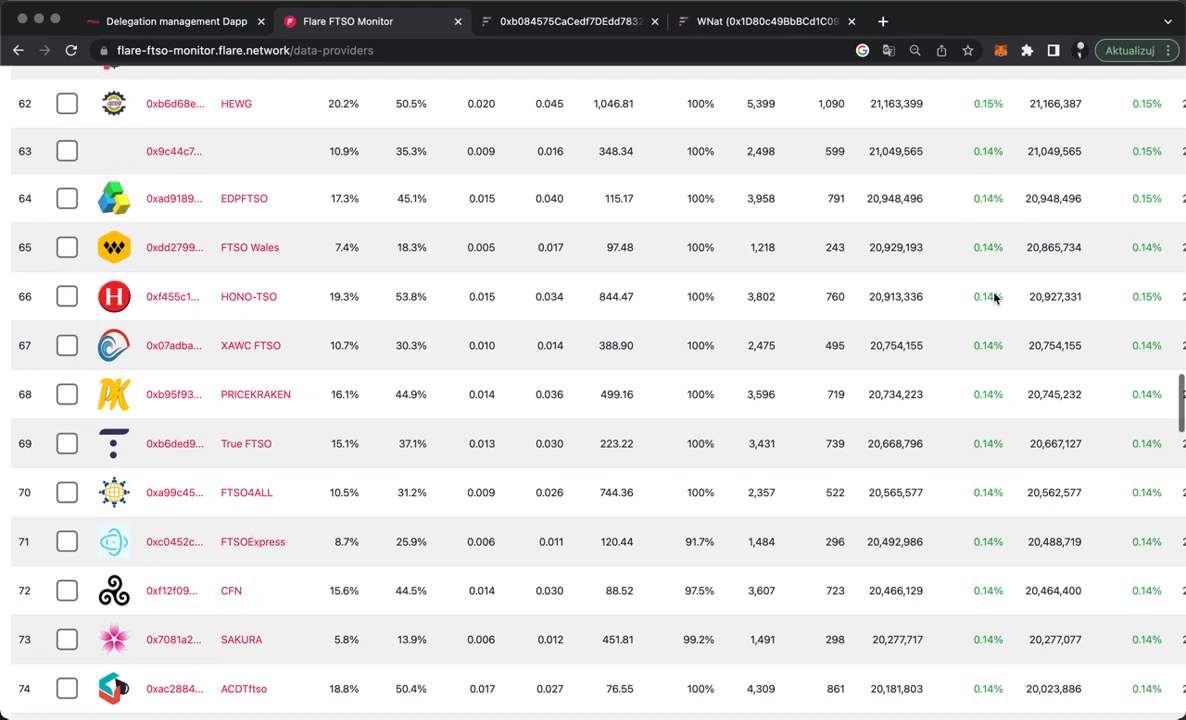 Delegation management Dapp
Flare FTSO Monitor
0xb084575CaCedf7DEdd7832
WNat (0x1D80c49BbBCd1C09
flare-ftso-monitor.flare.network/data-providers
Aktualizuj
62 HEWG 0xb6d68e... HEWG 20.2% 50.5% 0.020 0.045 1,046.81 100% 5,399 1,090 21,163,399 0.15% 21,166,387 0.15% 2
63 0x9c44c7... 10.9% 35.3% 0.009 0.016 348.34 100% 2,498 599 21,049,565 0.14% 21,049,565 0.15%
64 0xad9189... EDPFTSO 17.3% 45.1% 0.015 0.040 115.17 100% 3,958 791 20,948,496 0.14% 20,948,496 0.15% 2
65 0xdd2799... FTSO Wales 7.4% 18.3% 0.005 0.017 97.48 100% 1,218 243 20,929,193 0.14% 20,865,734 0.14% 2
66 H 0xf455c1... HONO-TSO 19.3% 53.8% 0.015 0.034 844.47 100% 3,802 760 20,913,336 0.14% 20,927,331 0.15% 2
67 0x07adba... XAWC FTSO 10.7% 30.3% 0.010 0.014 388.90 100% 2,475 495 20,754,155 0.14% 20,754,155 0.14% 2
68 PK 0xb95f93... PRICEKRAKEN 16.1% 44.9% 0.014 0.036 499.16 100% 3,596 719 20,734,223 0.14% 20,745,232 0.14% 2
69 0xb6ded9... True FTSO 15.1% 37.1% 0.013 0.030 223.22 100% 3,431 739 20,668,796 0.14% 20,667,127 0.14% 2
70 0xa99c45... FTSO4ALL 10.5% 31.2% 0.009 0.026 744.36 100% 2,357 522 20,565,577 0.14% 20,562,577 0.14% 2
71 0xc0452c... FTSOExpress 8.7% 25.9% 0.006 0.011 120.44 91.7% 1,484 296 20,492,986 0.14% 20,488,719 0.14% 2
72 0xf12f09... CFN 15.6% 44.5% 0.014 0.030 88.52 97.5% 3,607 723 20,466,129 0.14% 20,464,400 0.14% 2
73 0x7081a2... SAKURA 5.8% 13.9% 0.006 0.012 451.81 99.2% 1,491 298 20,277,717 0.14% 20,277,077 0.14% 2
74 0xac2884... ACDTftso 18.8% 50.4% 0.017 0.027 76.55 100% 4,309 861 20,181,803 0.14% 20,023,886 0.14% 2